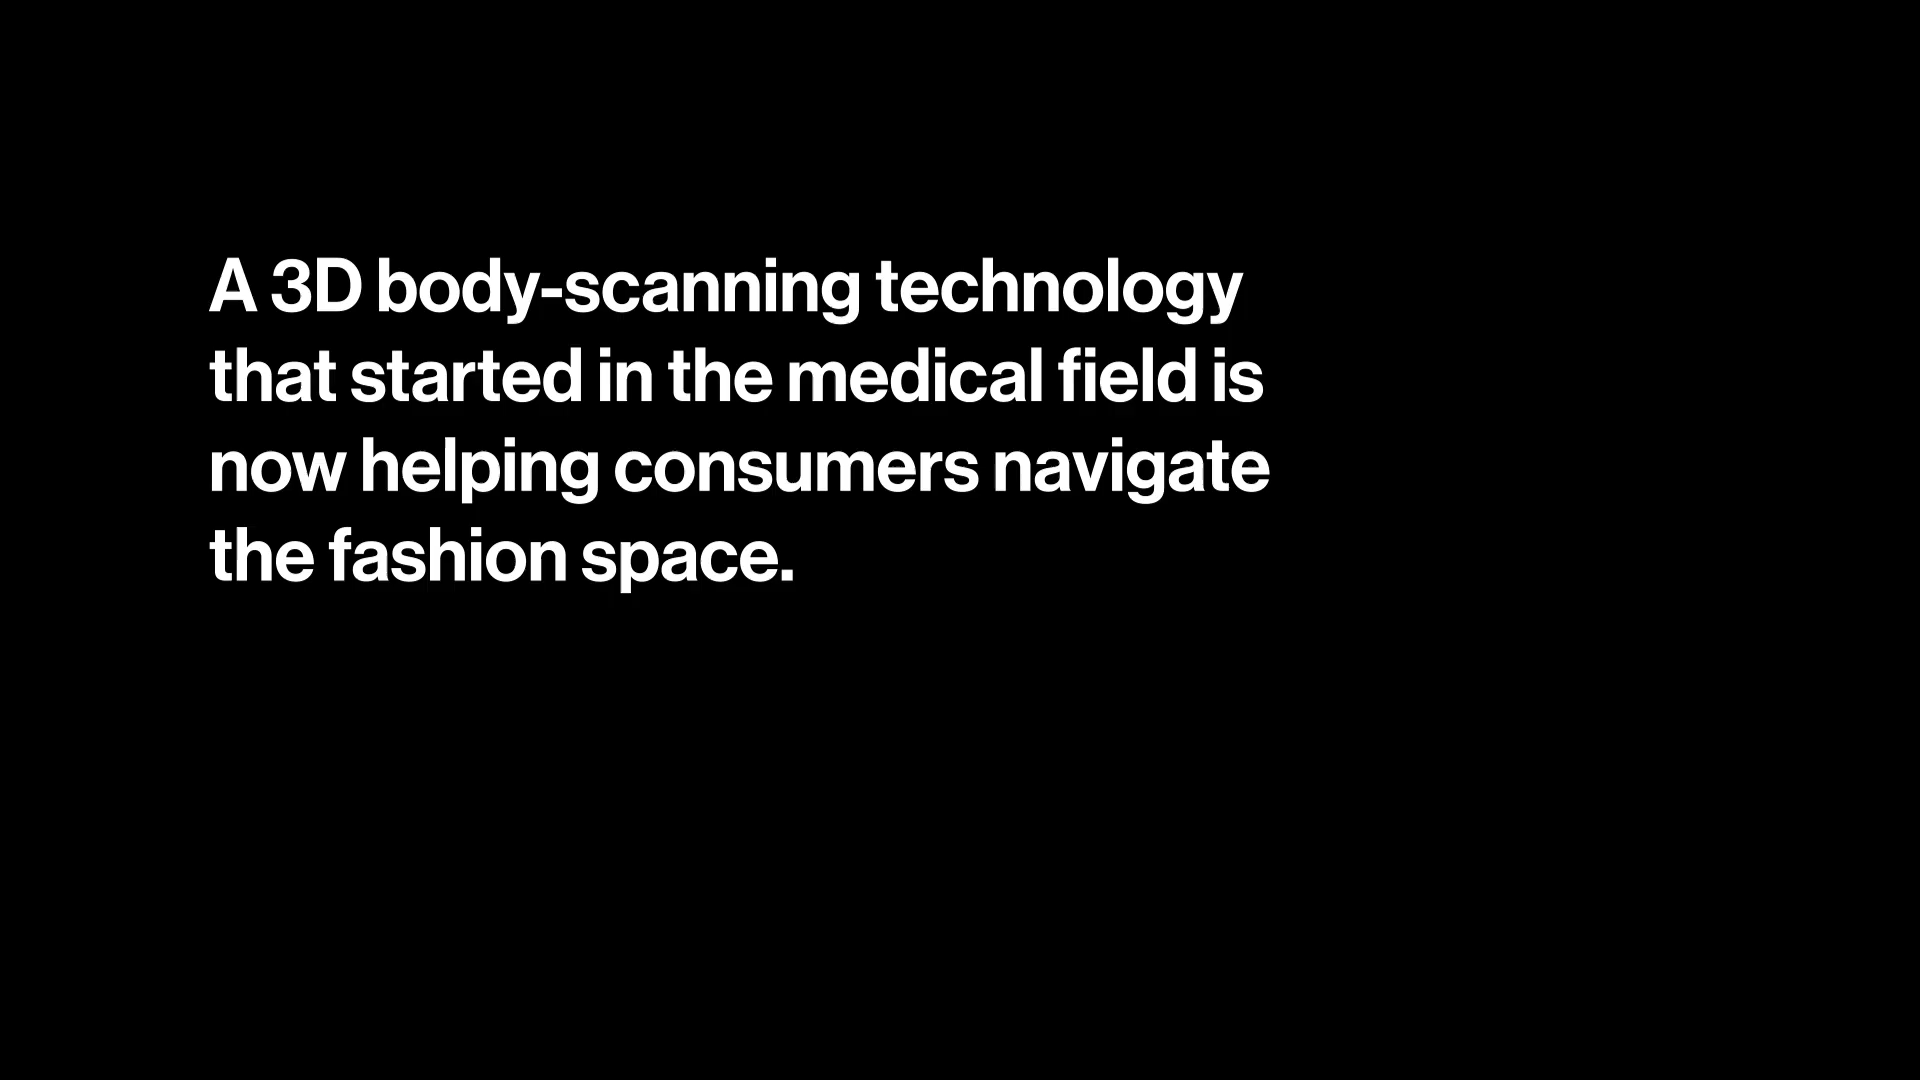 A 3D body-scanning technology
that started in the medical field is
now helping consumers navigate
the fashion space.